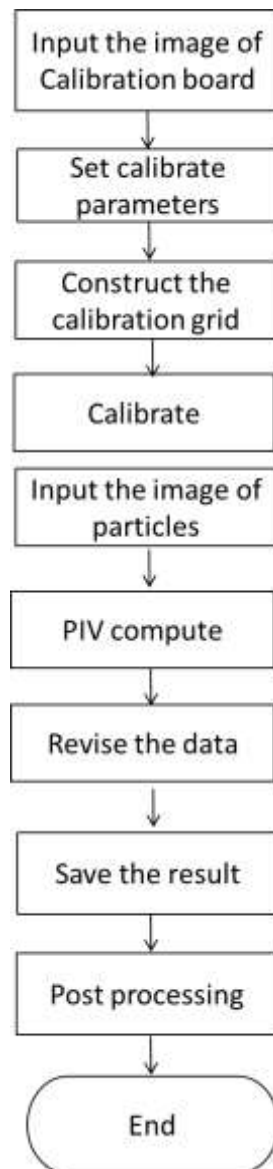 Input the image of
Calibration board
Set calibrate
parameters
Construct the
calibration grid
Calibrate
Input the image of
particles
PIV compute
Revise the data
Save the result
Post processing
End